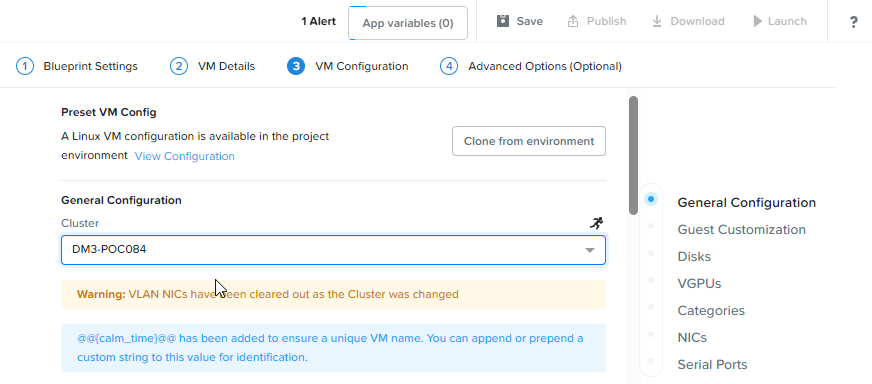 1 Alert
App variables (0)
Save
Publish
Download
Launch
?
1 Blueprint Settings
2 VM Details
3 VM Configuration
4 Advanced Options (Optional)
Preset VM Config
A Linux VM configuration is available in the project
environment View Configuration
Clone from environment
General Configuration
Cluster
DM3-POC084
Warning: VLAN NICs have been cleared out as the Cluster was changed
@@{calm_time}@@ has been added to ensure a unique VM name. You can append or prepend a
custom string to this value for identification.
General Configuration
Guest Customization
Disks
VGPUs
Categories
NICs
Serial Ports